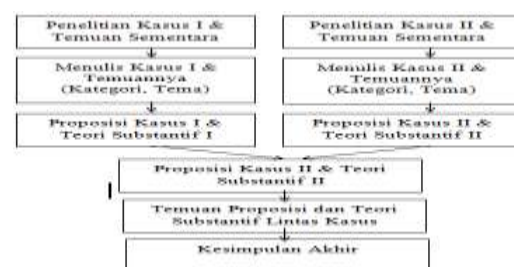 Penelitian Kasus I &
Temuan Sementara
Menulis Kasus I &
Temuannya
(Kategori, Tema)
Proposisi Kasus I &
Teori Substantif I
Penelitian Kasus II &
Temuan Sementara
Menulis Kasus II &
Temuannya
(Kategori, Tema)
Proposisi Kasus II &
Teori Substantif II
Proposisi Kasus II & Teori
Substantif II
Temuan Proposisi dan Teori
Substantif Lintas Kasus
Kesimpulan Akhir